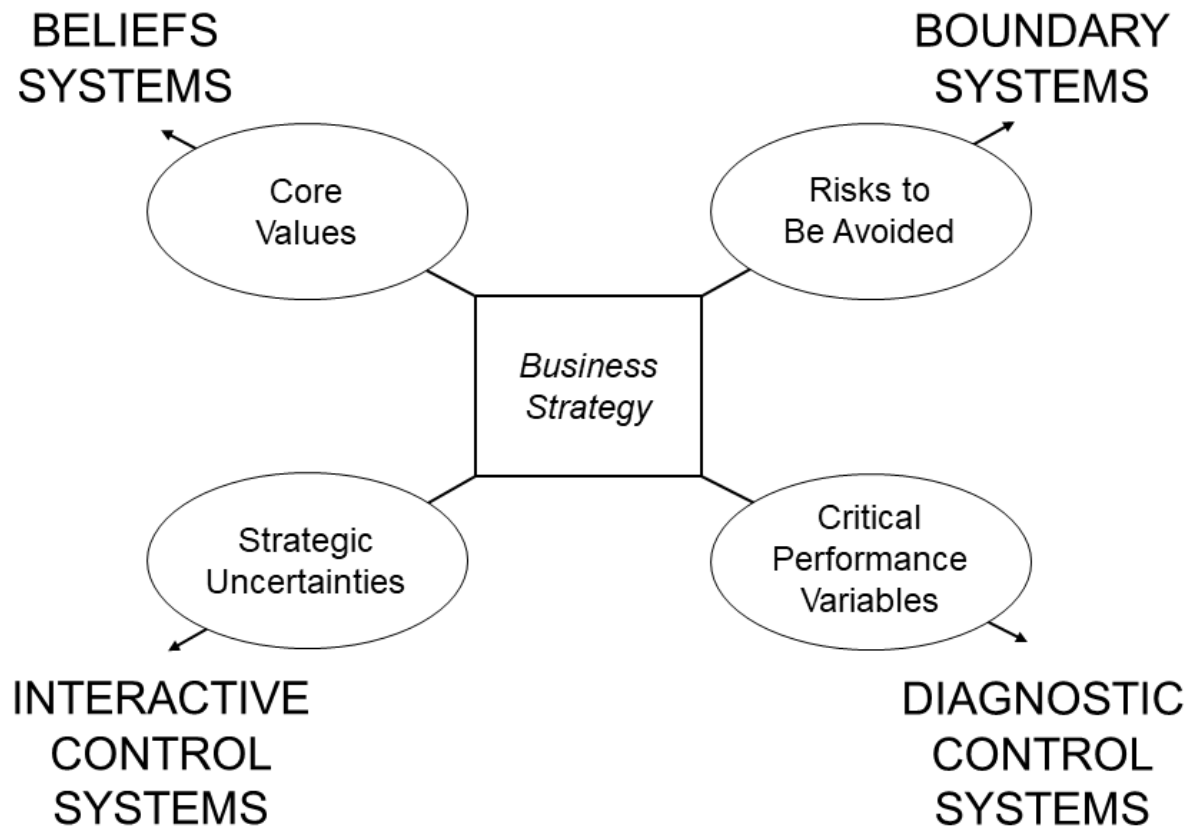 BELIEFS
SYSTEMS
BOUNDARY
SYSTEMS
Core
Values
Risks to
Be Avoided
Business
Strategy
Strategic
Uncertainties
Critical
Performance
Variables
INTERACTIVE
CONTROL
SYSTEMS
DIAGNOSTIC
CONTROL
SYSTEMS